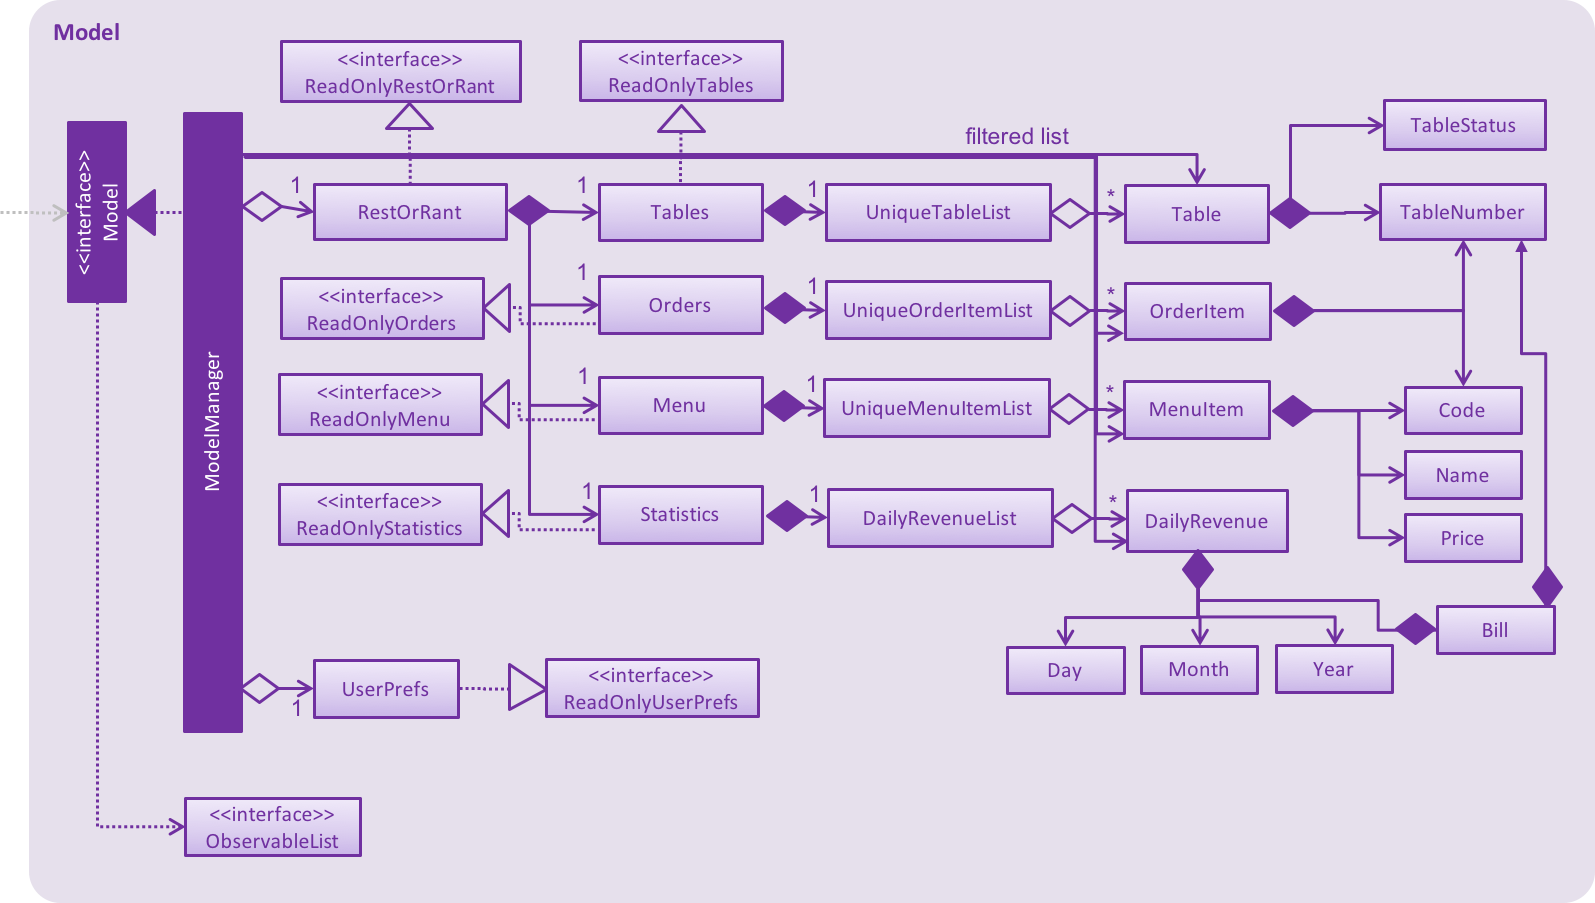 Model
<<interface>>
ReadOnlyRestOrRant
<<interface>>
ReadOnlyTables
<<interface>>
Model
ModelManager
filtered list
TableStatus
1
RestOrRant
1
Tables
1
UniqueTableList
*
Table
TableNumber
<<interface>>
ReadOnlyOrders
1
Orders
1
UniqueOrderItemList
*
OrderItem
<<interface>>
ReadOnlyMenu
1
Menu
1
UniqueMenuItemList
*
MenuItem
Code
Name
Price
<<interface>>
ReadOnlyStatistics
1
Statistics
1
DailyRevenueList
*
DailyRevenue
Bill
Day
Month
Year
1
UserPrefs
<<interface>>
ReadOnlyUserPrefs
<<interface>>
ObservableList